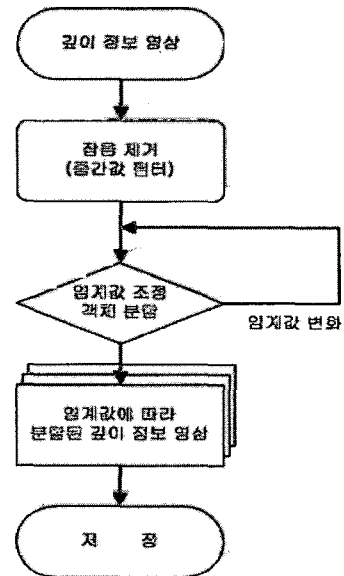 깊이 정보 영상
잡음 제거
(중간값 필터)
임계값 조정
객체 분할
임계값 변화
임계값에 따라
분할된 깊이 정보 영상
저 장